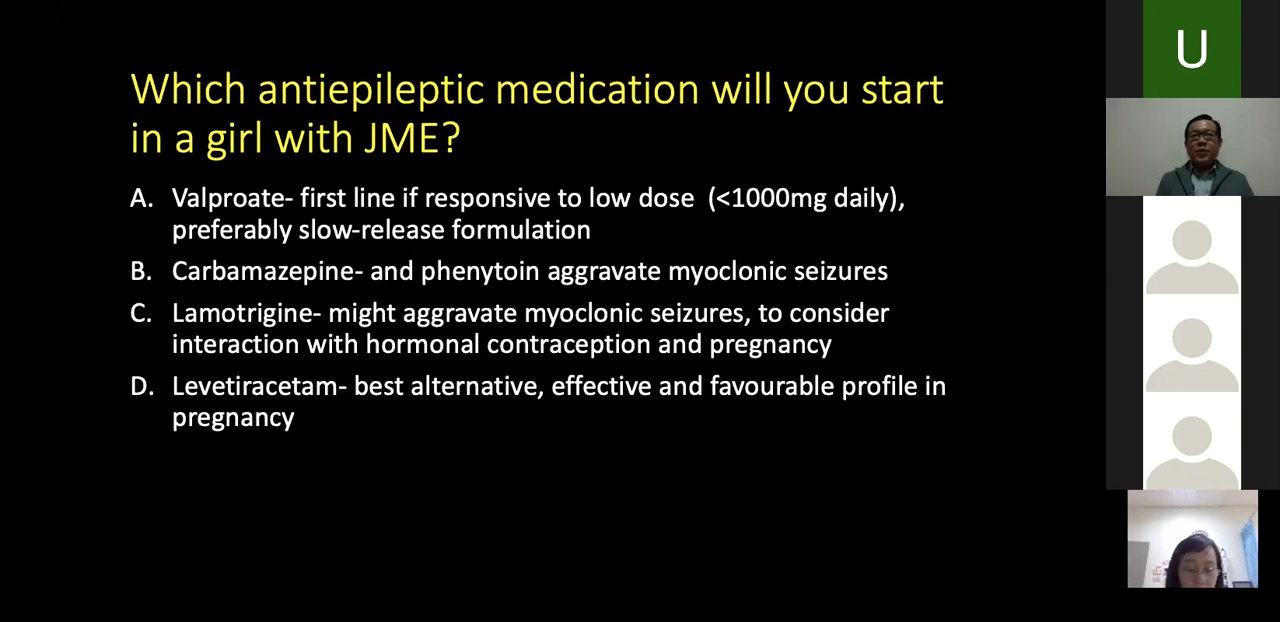 Which antiepileptic medication will you start
in a girl with JME?
A. Valproate- first line if responsive to low dose (<1000mg daily),
preferably slow-release formulation
B. Carbamazepine- and phenytoin aggravate myoclonic seizures
C. Lamotrigine- might aggravate myoclonic seizures, to consider
interaction with hormonal contraception and pregnancy
D. Levetiracetam- best alternative, effective and favourable profile in
pregnancy
U